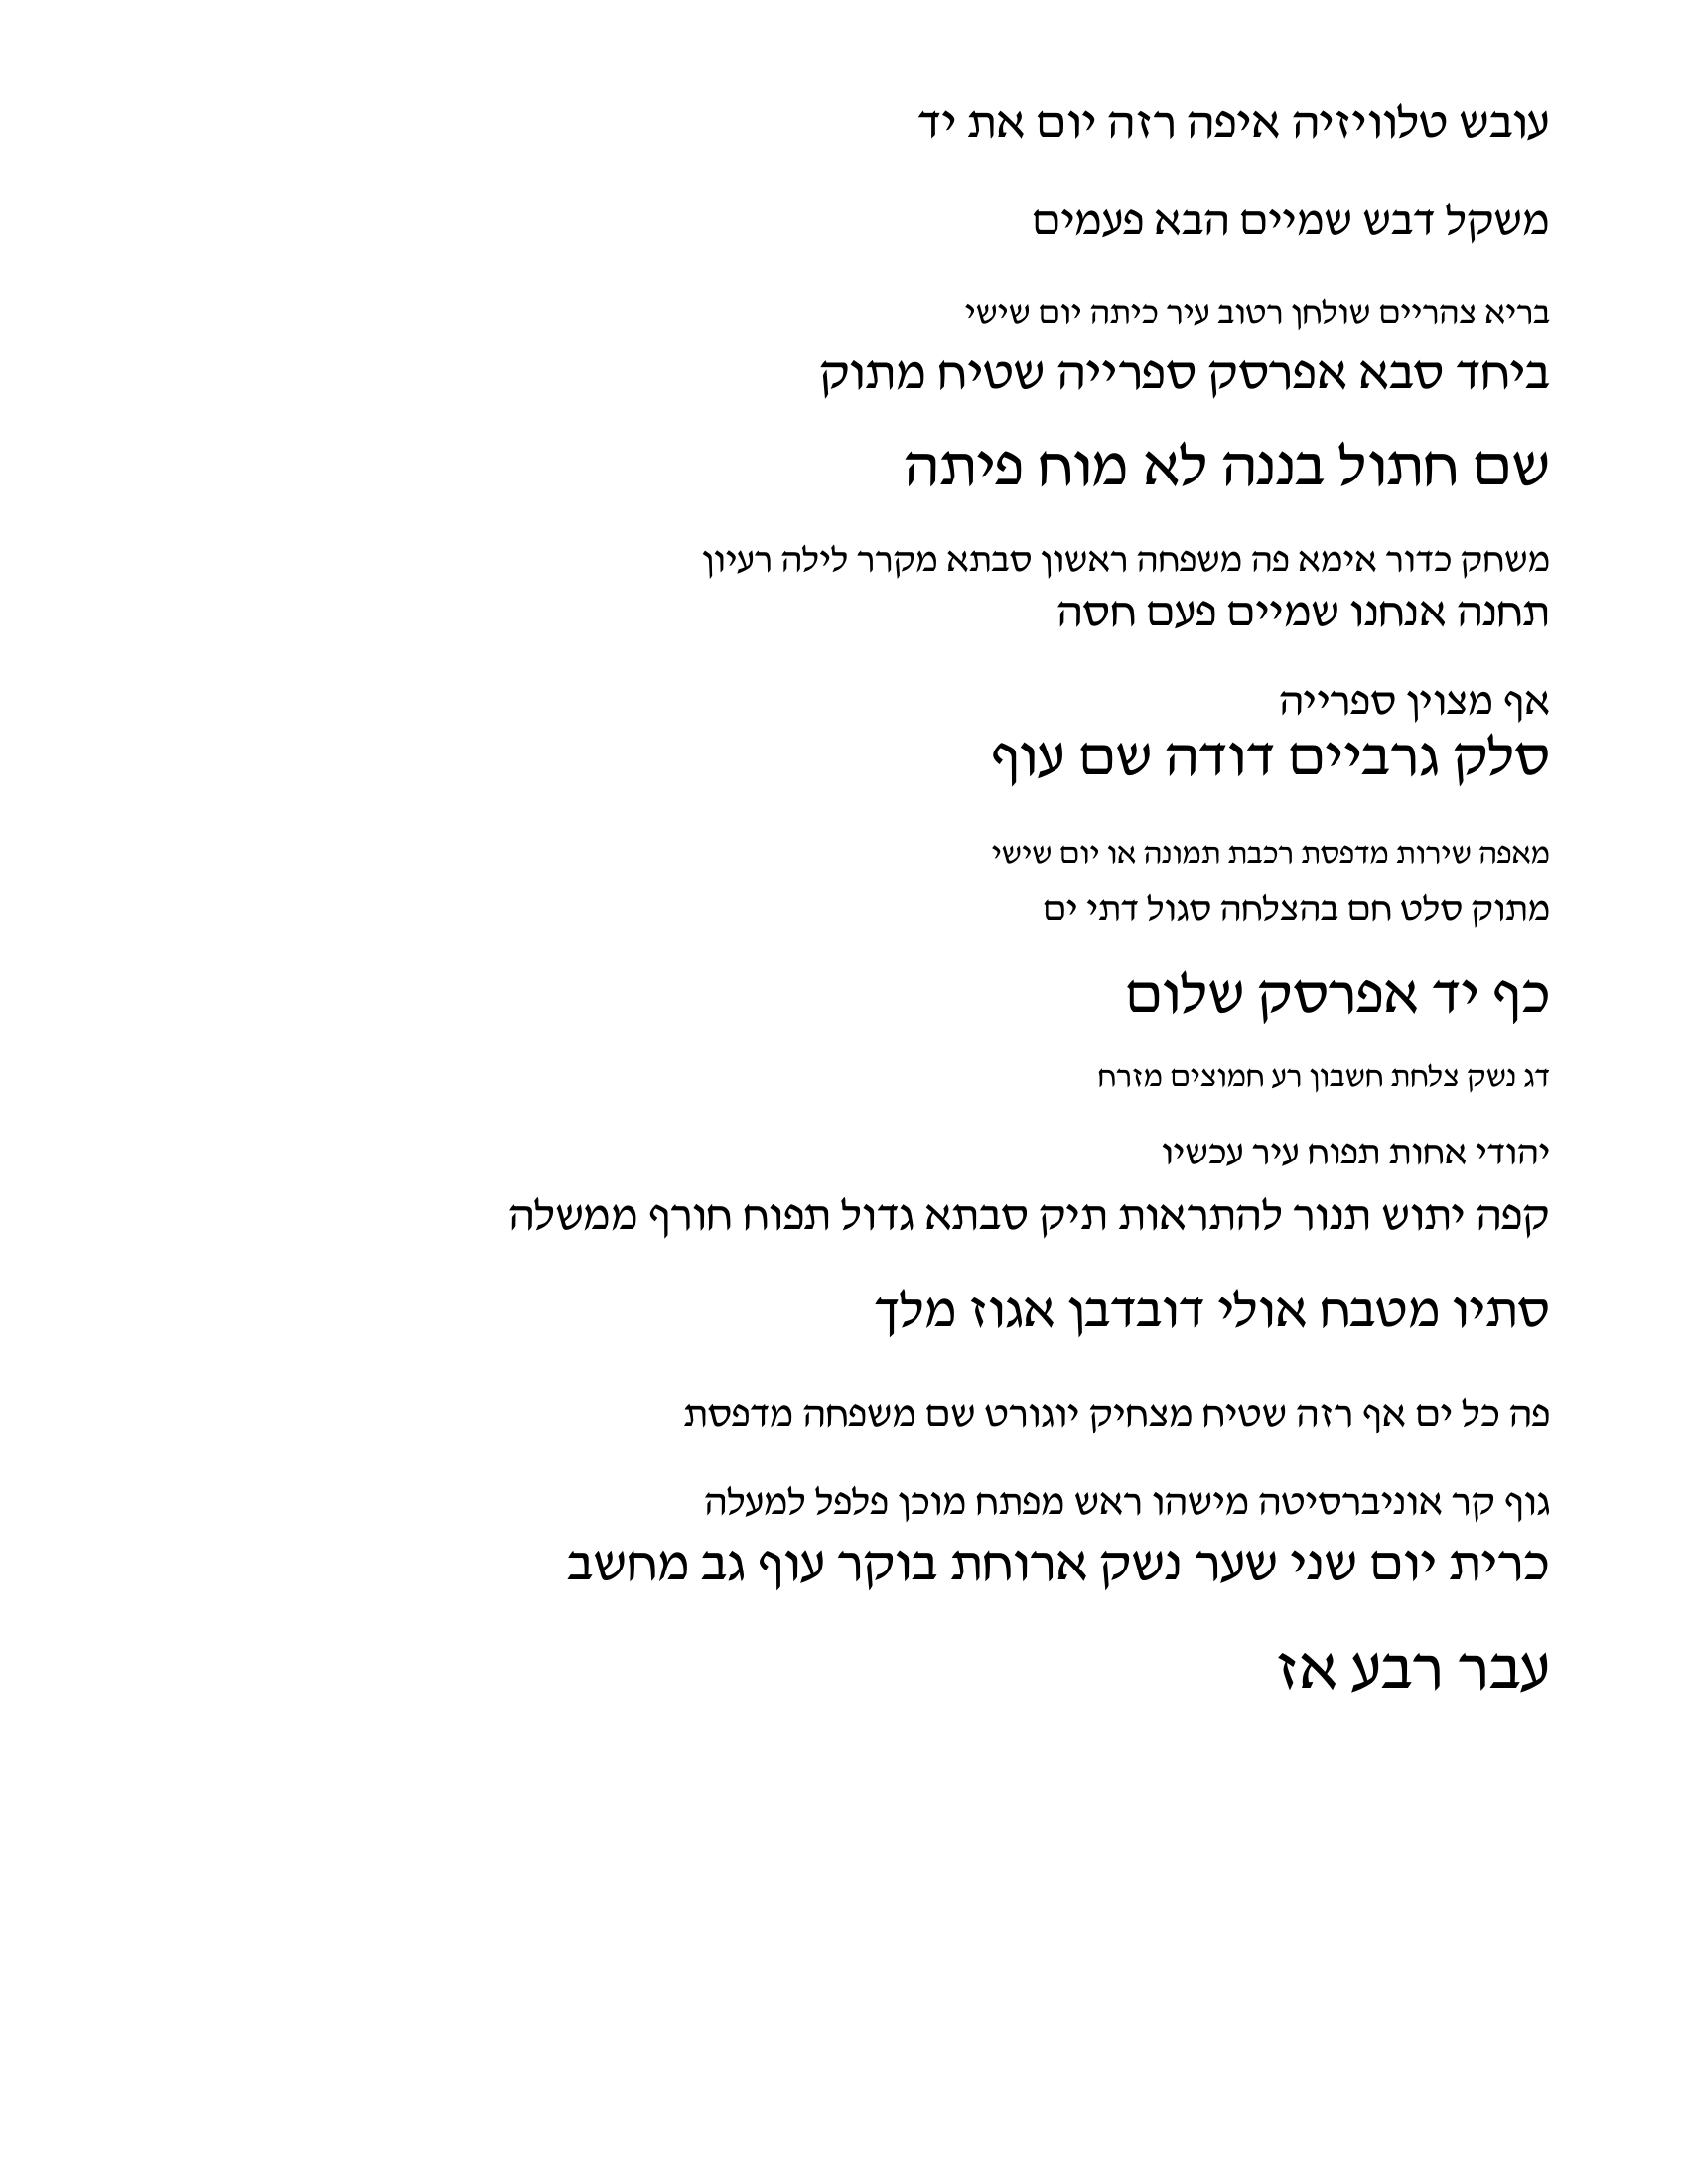 עובש טלוויזיה איפה רזה יום את יד
משקל דבש שמיים הבא פעמים
בריא צהריים שולחן רטוב עיר כיתה יום שישי
ביחד סבא אפרסק ספרייה שטיח מתוק
שם חתול בננה לא מוח פיתה
משחק כדור אימא פה משפחה ראשון סבתא מקרר לילה רעיון
תחנה אנחנו שמיים פעם חסה
אף מצוין ספרייה
סלק גרביים דודה שם עוף
מאפה שירות מדפסת רכבת תמונה או יום שישי
מתוק סלט חם בהצלחה סגול דתי ים
כף יד אפרסק שלום
דג נשק צלחת חשבון רע חמוצים מזרח
יהודי אחות תפוח עיר עכשיו
קפה יתוש תנור להתראות תיק סבתא גדול תפוח חורף ממשלה
סתיו מטבח אולי דובדבן אגוז מלך
פה כל ים אף רזה שטיח מצחיק יוגורט שם משפחה מדפסת
גוף קר אוניברסיטה מישהו ראש מפתח מוכן פלפל למעלה
כרית יום שני שער נשק ארוחת בוקר עוף גב מחשב
עבר רבע אז